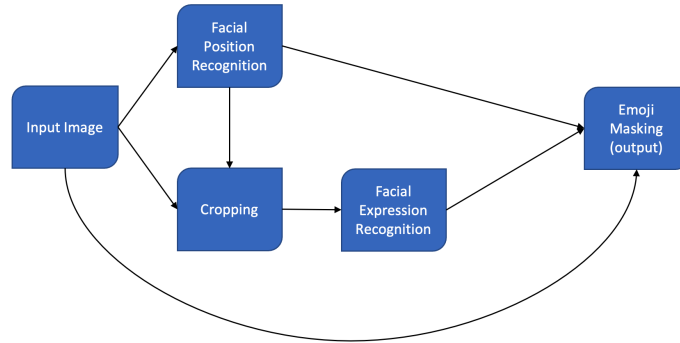 Facial
Position
Recognition
Input Image
Emoji
Masking
(output)
Cropping
Facial
Expression
Recognition